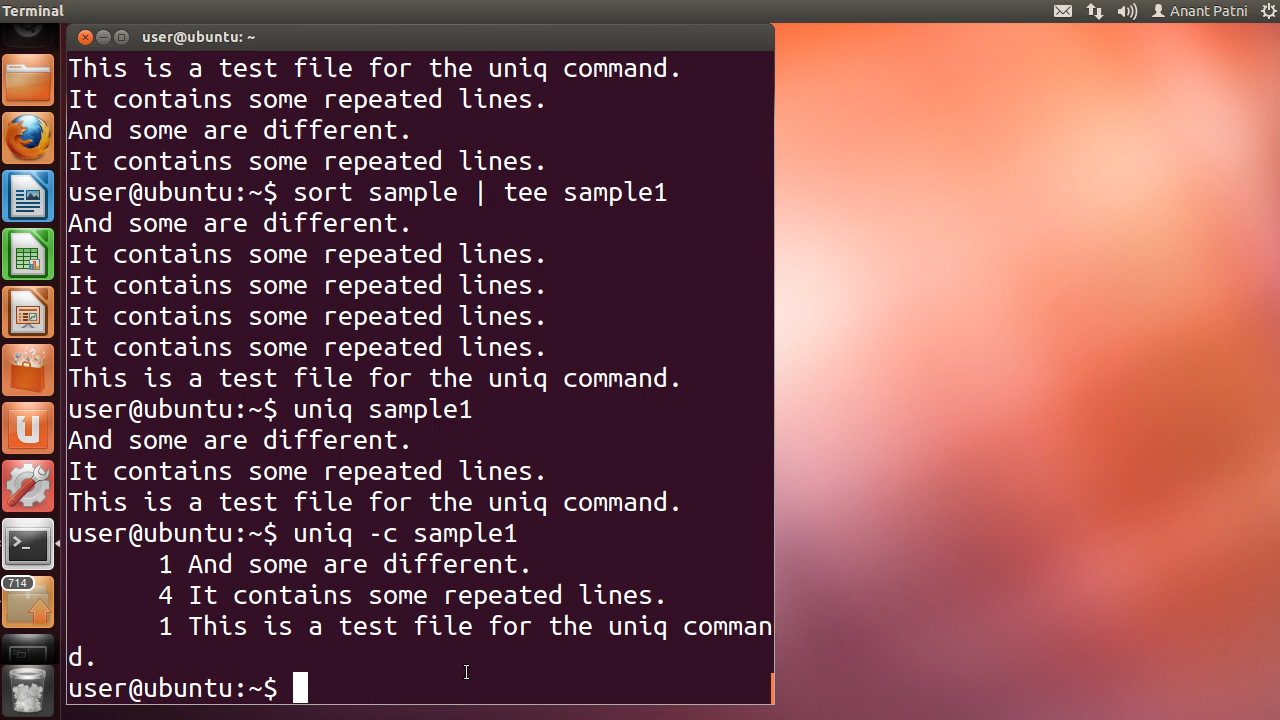 Terminal
Anant Patni
user@ubuntu: ~
This is a test file for the uniq command.
It contains some repeated lines.
And some are different.
It contains some repeated lines.
user@ubuntu:~$ sort sample | tee sample1
And some are different.
It contains some repeated lines.
It contains some repeated lines.
It contains some repeated lines.
It contains some repeated lines.
This is a test file for the uniq command.
user@ubuntu:~$ uniq sample1
And some are different.
It contains some repeated lines.
This is a test file for the uniq command.
user@ubuntu:~$ uniq -c sample1
1 And some are different.
4 It contains some repeated lines.
1 This is a test file for the uniq comman
d.
user@ubuntu:~$
>_
714